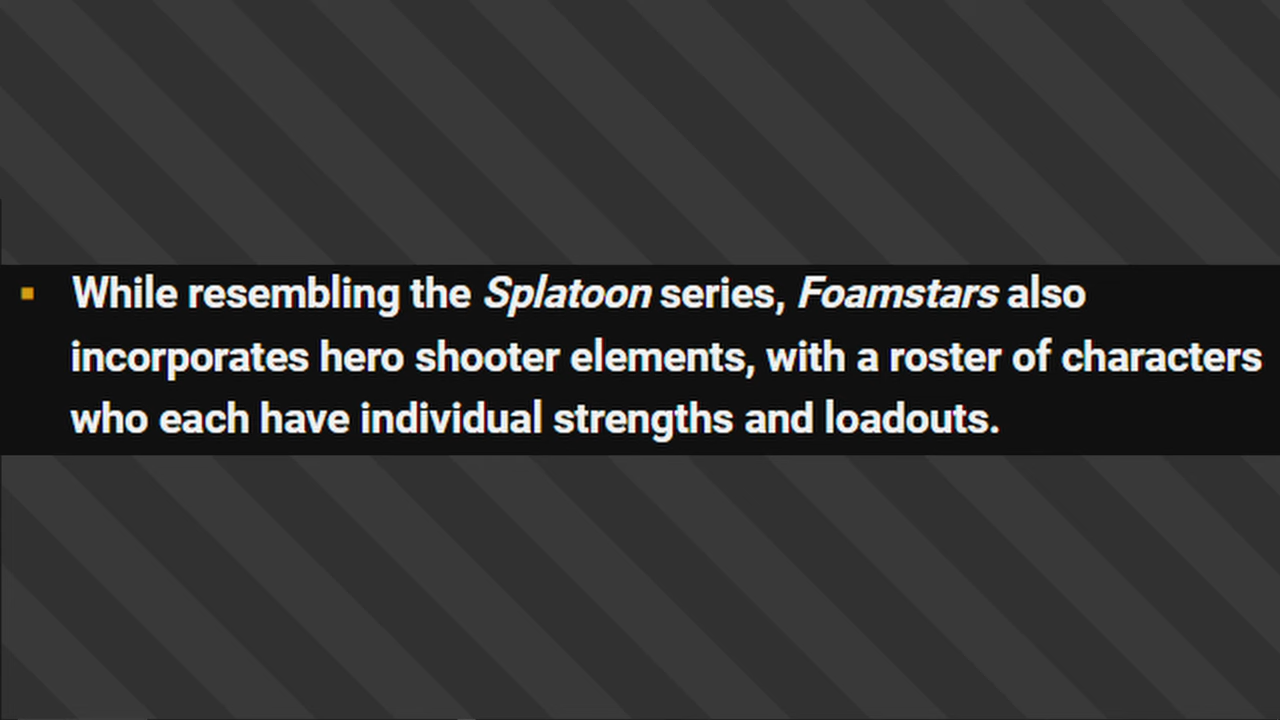 While resembling the Splatoon series, Foamstars also
incorporates hero shooter elements, with a roster of characters
who each have individual strengths and loadouts.